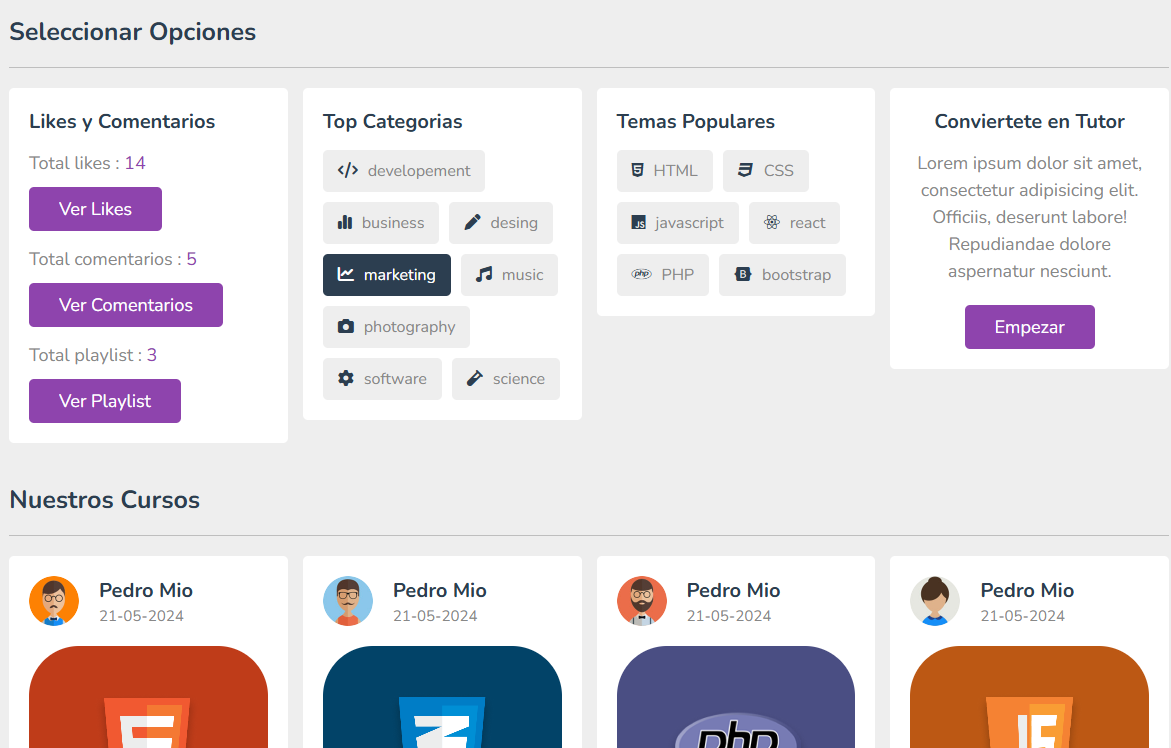 Seleccionar Opciones
Likes y Comentarios
Total likes : 14
Ver Likes
Total comentarios : 5
Ver Comentarios
Total playlist : 3
Ver Playlist
Top Categorias
developement
business
desing
marketing
music
photography
software
science
Temas Populares
HTML
CSS
JS javascript
react
php PHP
B bootstrap
Conviertete en Tutor
Lorem ipsum dolor sit amet,
consectetur adipisicing elit.
Officiis, deserunt labore!
Repudiandae dolore
aspernatur nesciunt.
Empezar
Nuestros Cursos
Pedro Mio
21-05-2024
Pedro Mio
21-05-2024
Pedro Mio
21-05-2024
php
Pedro Mio
21-05-2024